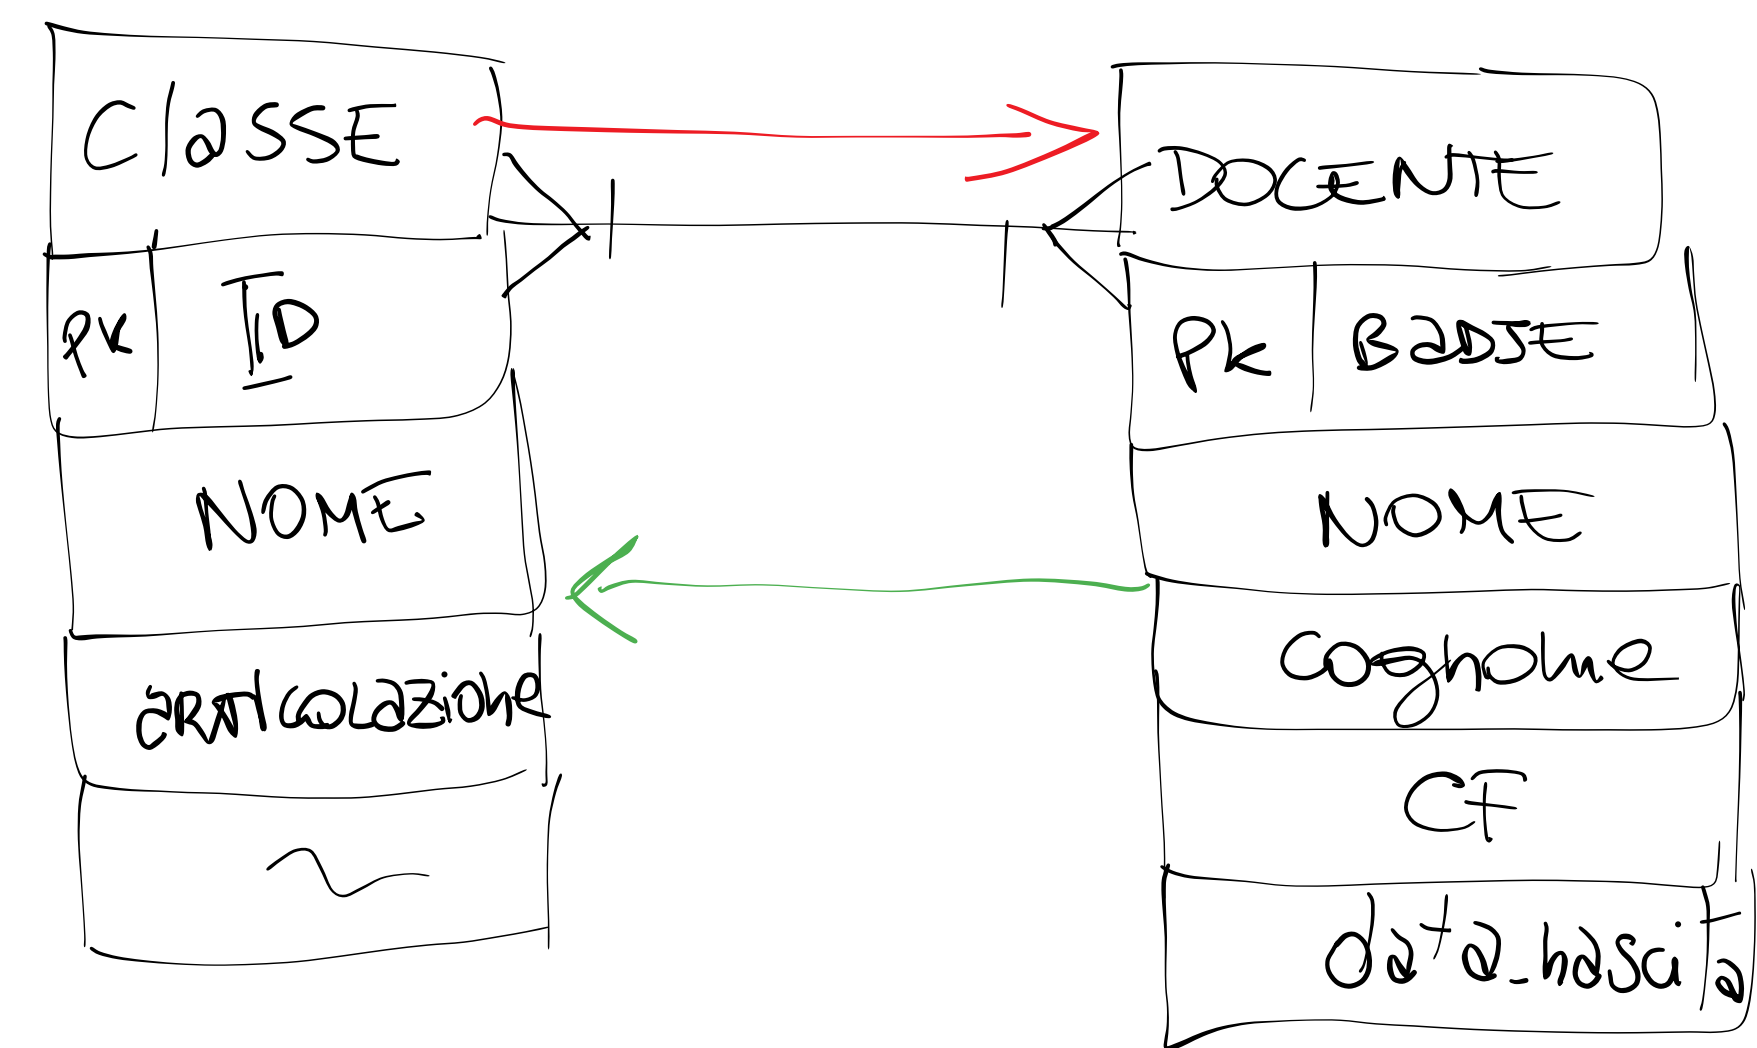 ClaSSE
PK ID
NOME
aRTICOLAZIONE
DOCENTE
PK BaDJE
NOME
Cognome
CF
data_nascita